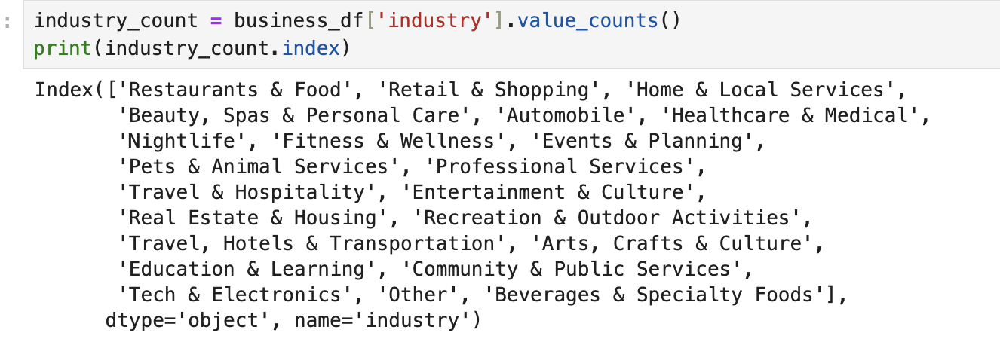 : industry_count = business_df['industry'].value_counts()
print(industry_count.index)
Index(['Restaurants & Food', 'Retail & Shopping', 'Home & Local Services',
'Beauty, Spas & Personal Care', 'Automobile', 'Healthcare & Medical',
'Nightlife', 'Fitness & Wellness', 'Events & Planning',
'Pets & Animal Services', 'Professional Services',
'Travel & Hospitality', 'Entertainment & Culture',
'Real Estate & Housing', 'Recreation & Outdoor Activities',
'Travel, Hotels & Transportation', 'Arts, Crafts & Culture',
'Education & Learning', 'Community & Public Services',
'Tech & Electronics', 'Other', 'Beverages & Specialty Foods'],
dtype='object', name='industry')